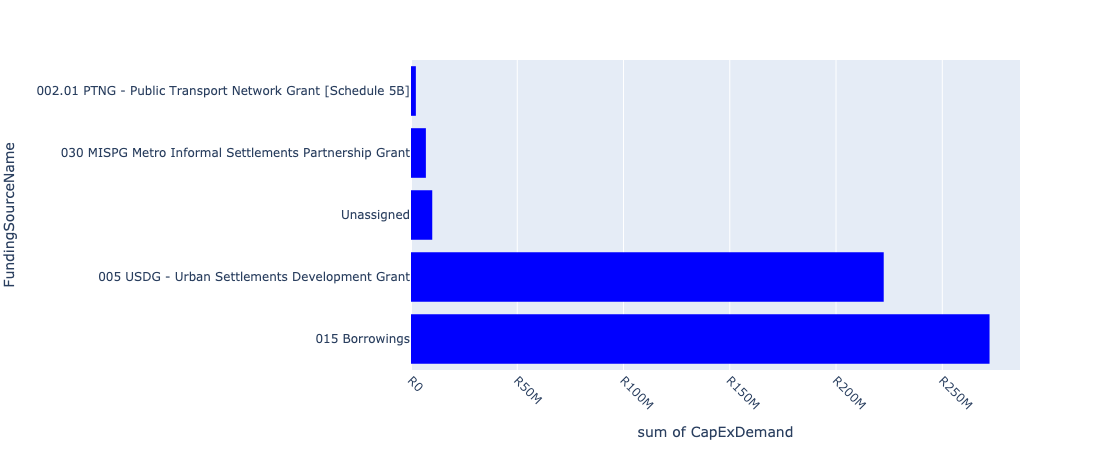 FundingSourceName
002.01 PTNG - Public Transport Network Grant [Schedule 5B]
030 MISPG Metro Informal Settlements Partnership Grant
Unassigned
005 USDG - Urban Settlements Development Grant
015 Borrowings
R0
R50M
R100M
R150M
R200M
R250M
sum of CapExDemand